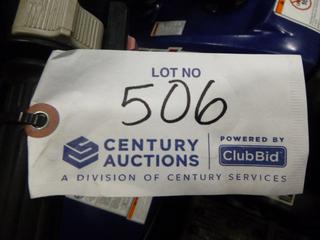 LOT NO
506
CENTURY AUCTIONS
POWERED BY
ClubBid
A DIVISION OF CENTURY SERVICES